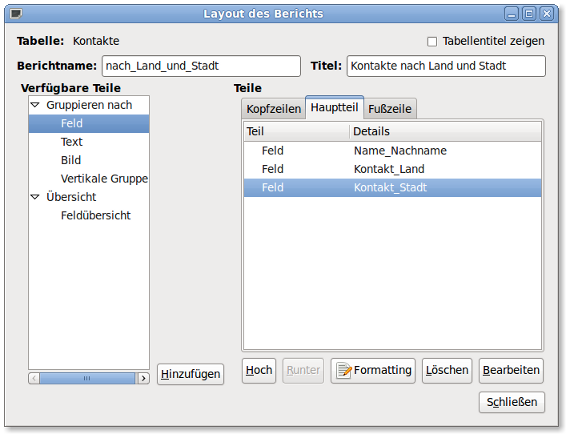 Layout des Berichts
Tabelle: Kontakte
Tabellentitel zeigen
Berichtname: nach_Land_und_Stadt Titel: Kontakte nach Land und Stadt
Verfügbare Teile
Gruppieren nach
Feld
Text
Bild
Vertikale Gruppe
Übersicht
Feldübersicht
Hinzufügen
Teile
Kopfzeilen Hauptteil Fußzeile
Teil Details
Feld Name_Nachname
Feld Kontakt_Land
Feld Kontakt_Stadt
Hoch Runter Formatting Löschen Bearbeiten
Schließen